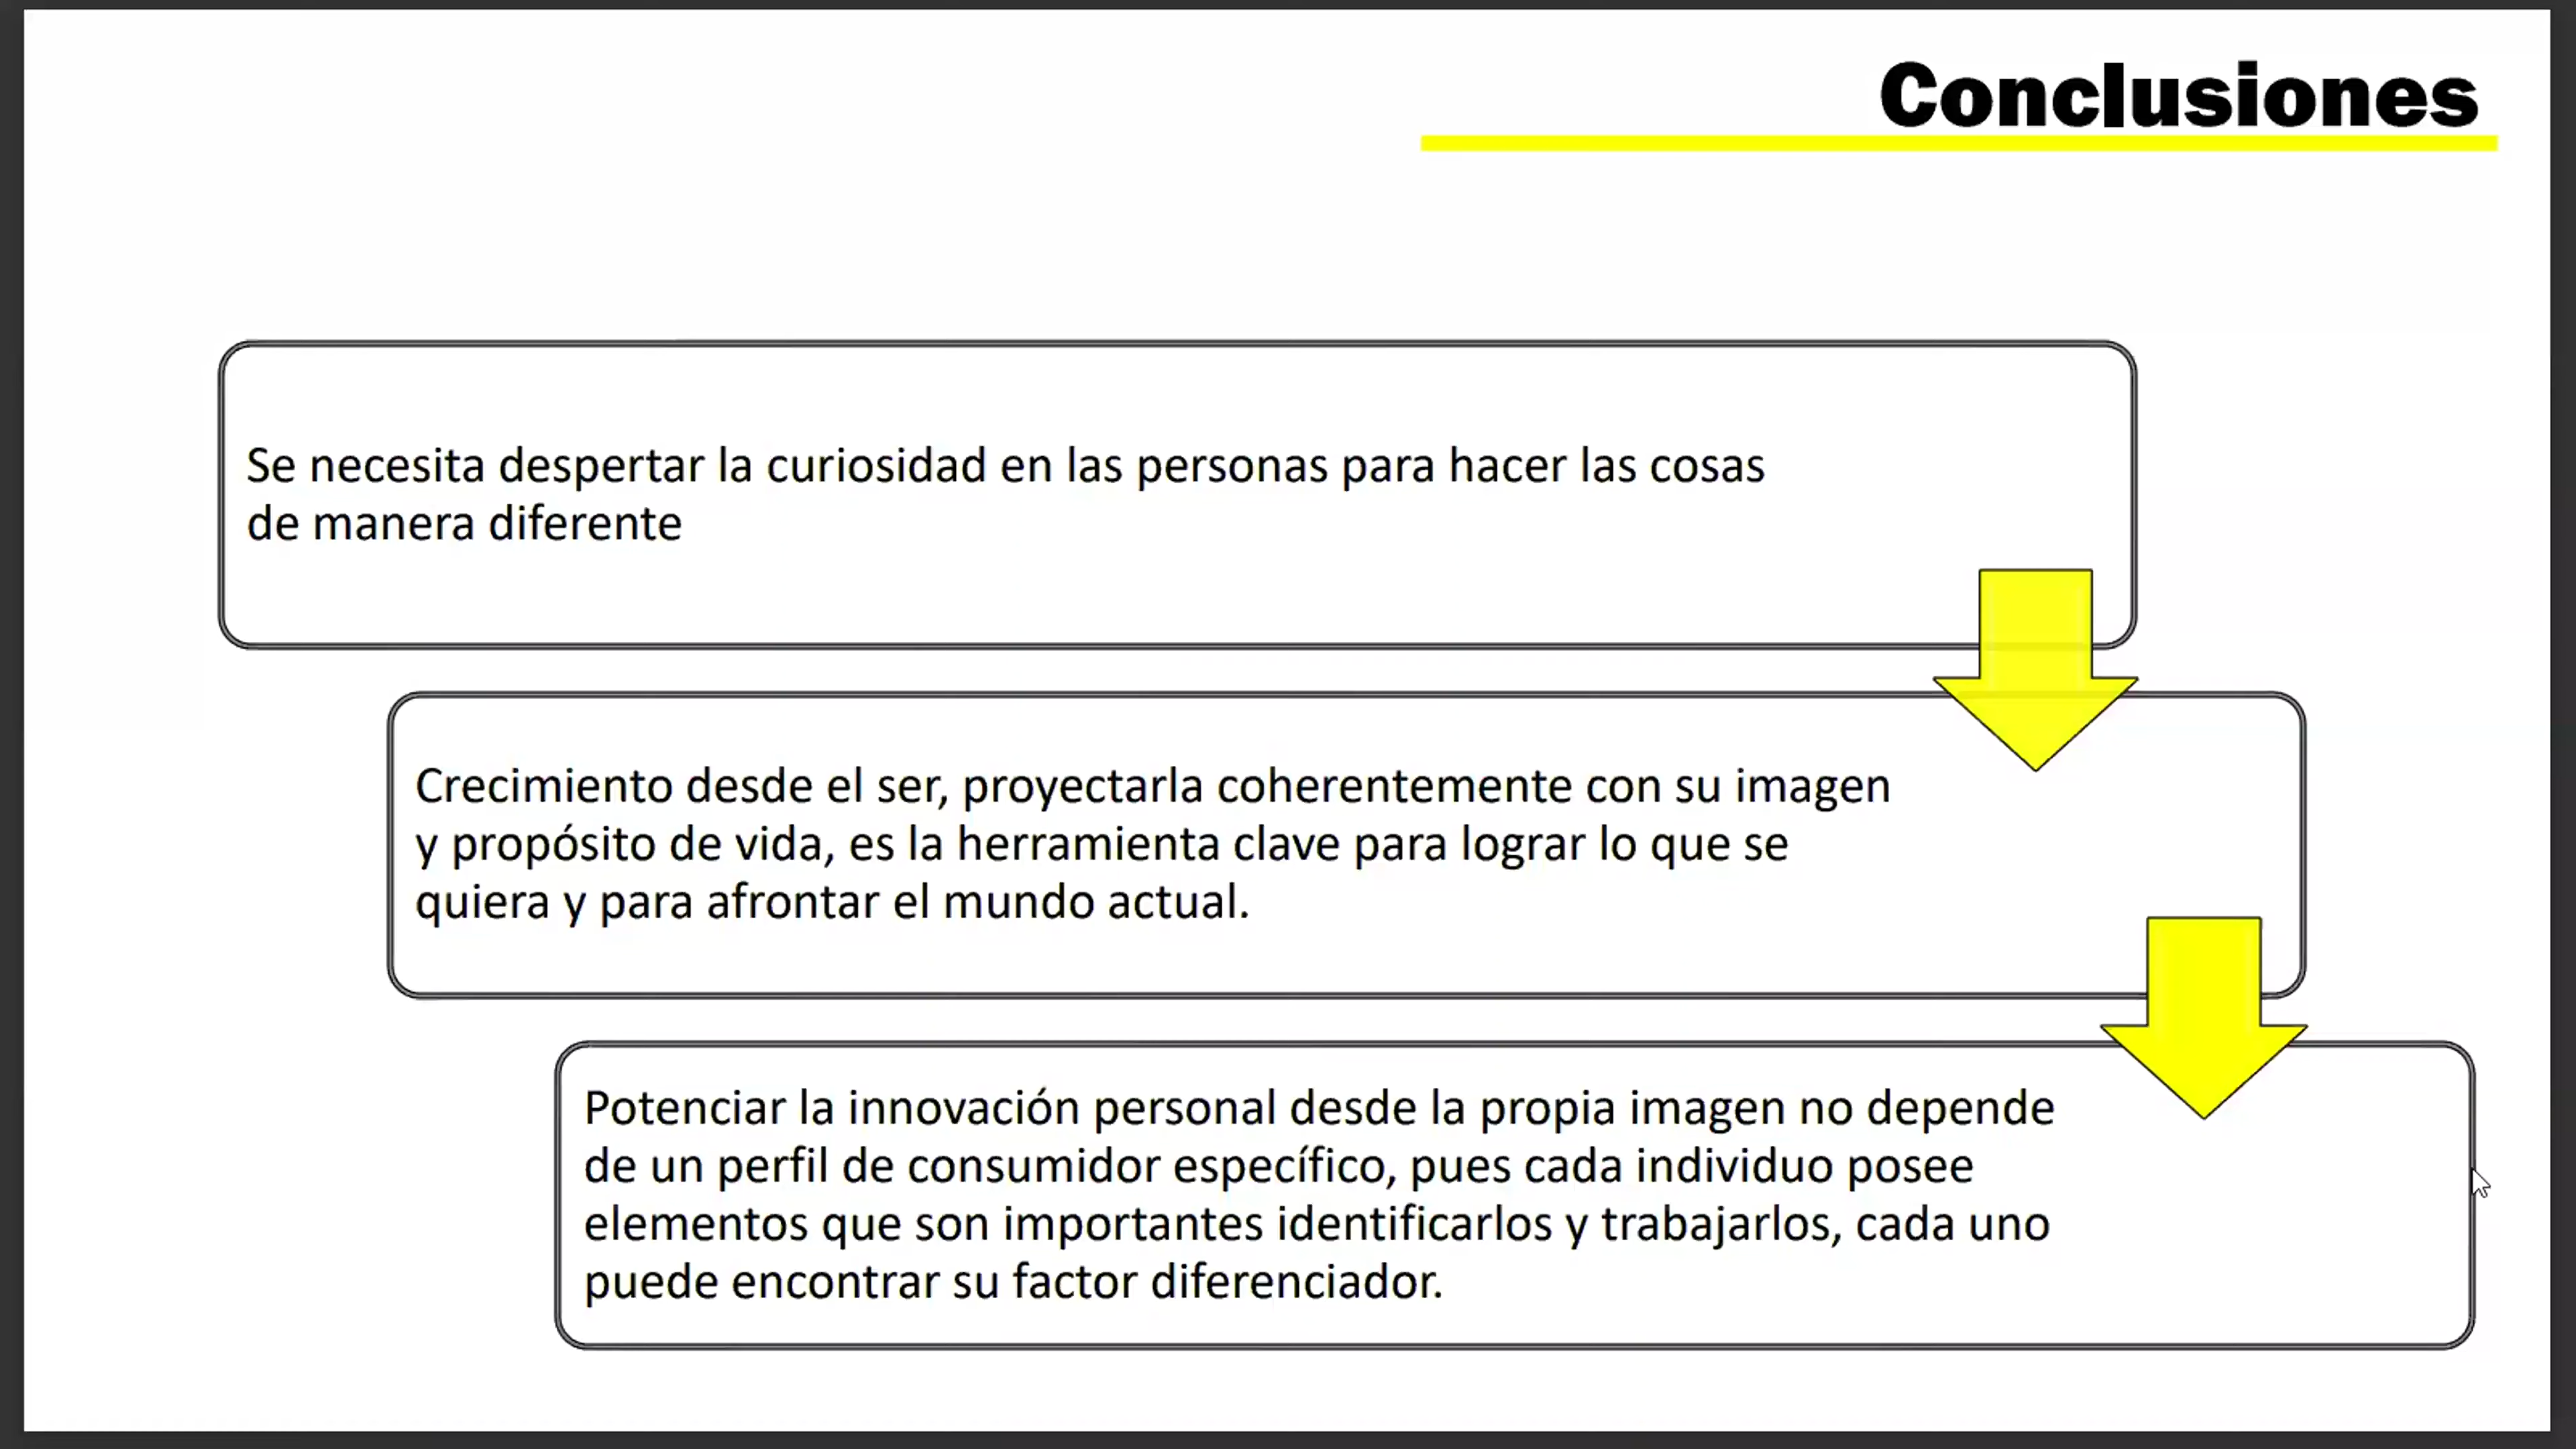 Conclusiones
Se necesita despertar la curiosidad en las personas para hacer las cosas
de manera diferente
Crecimiento desde el ser, proyectarla coherentemente con su imagen
y propósito de vida, es la herramienta clave para lograr lo que se
quiera y para afrontar el mundo actual.
Potenciar la innovación personal desde la propia imagen no depende
de un perfil de consumidor específico, pues cada individuo posee
elementos que son importantes identificarlos y trabajarlos, cada uno
puede encontrar su factor diferenciador.